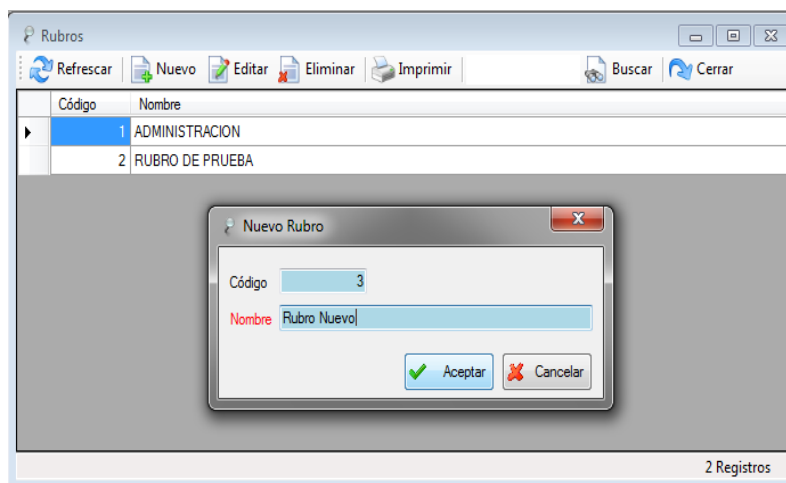 Rubros
Refrescar Nuevo Editar Eliminar Imprimir Buscar Cerrar
Código Nombre
1 ADMINISTRACION
2 RUBRO DE PRUEBA
Nuevo Rubro
Código 3
Nombre Rubro Nuevo
Aceptar Cancelar
2 Registros